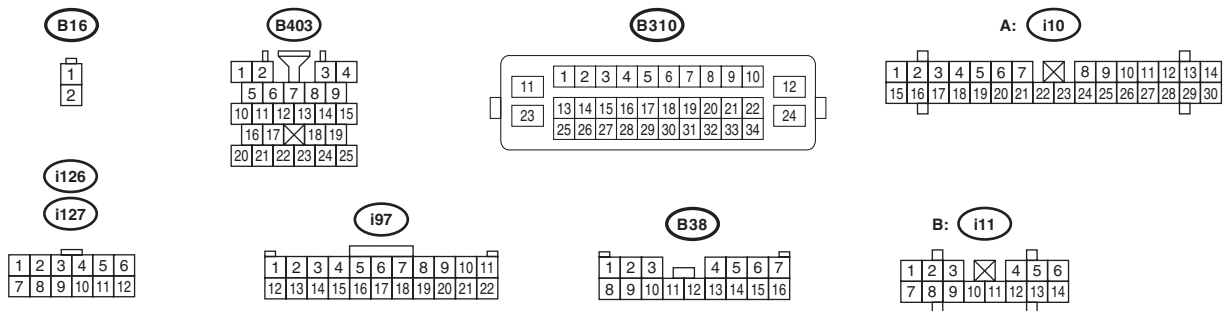 B16
B403
B310
A: i10
1
2
1 2 3 4
5 6 7 8 9
10 11 12 13 14 15
16 17 18 19
20 21 22 23 24 25
11 1 2 3 4 5 6 7 8 9 10 12
23 13 14 15 16 17 18 19 20 21 22 24
25 26 27 28 29 30 31 32 33 34
1 2 3 4 5 6 7 8 9 10 11 12 13 14
15 16 17 18 19 20 21 22 23 24 25 26 27 28 29 30
i126
i127
i97
B38
B: i11
1 2 3 4 5 6
7 8 9 10 11 12
1 2 3 4 5 6 7 8 9 10 11
12 13 14 15 16 17 18 19 20 21 22
1 2 3 4 5 6 7
8 9 10 11 12 13 14 15 16
1 2 3 4 5 6
7 8 9 10 11 12 13 14